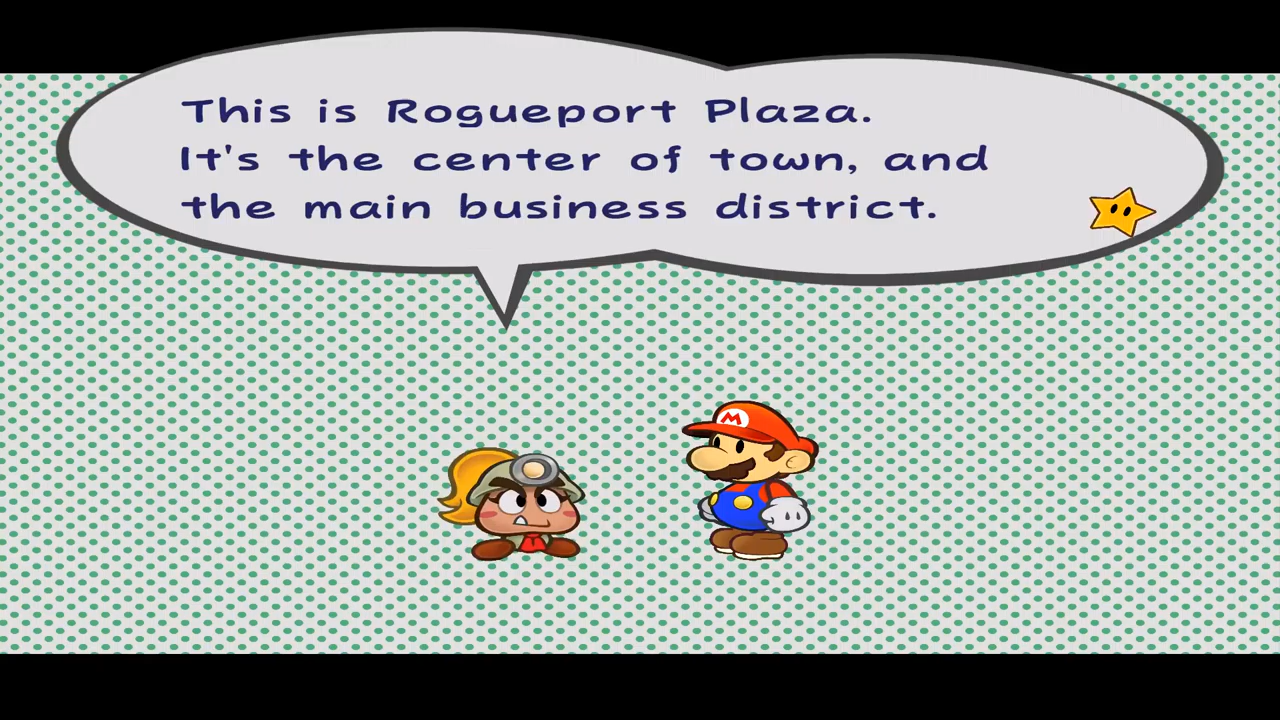 This is Rogueport Plaza.
It's the center of town, and
the main business district.
M